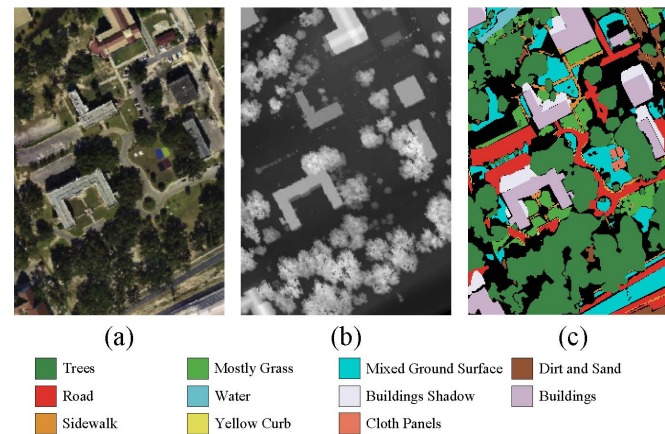 (a) (b) (c)
Trees Mostly Grass Mixed Ground Surface Dirt and Sand
Road Water Buildings Shadow Buildings
Sidewalk Yellow Curb Cloth Panels